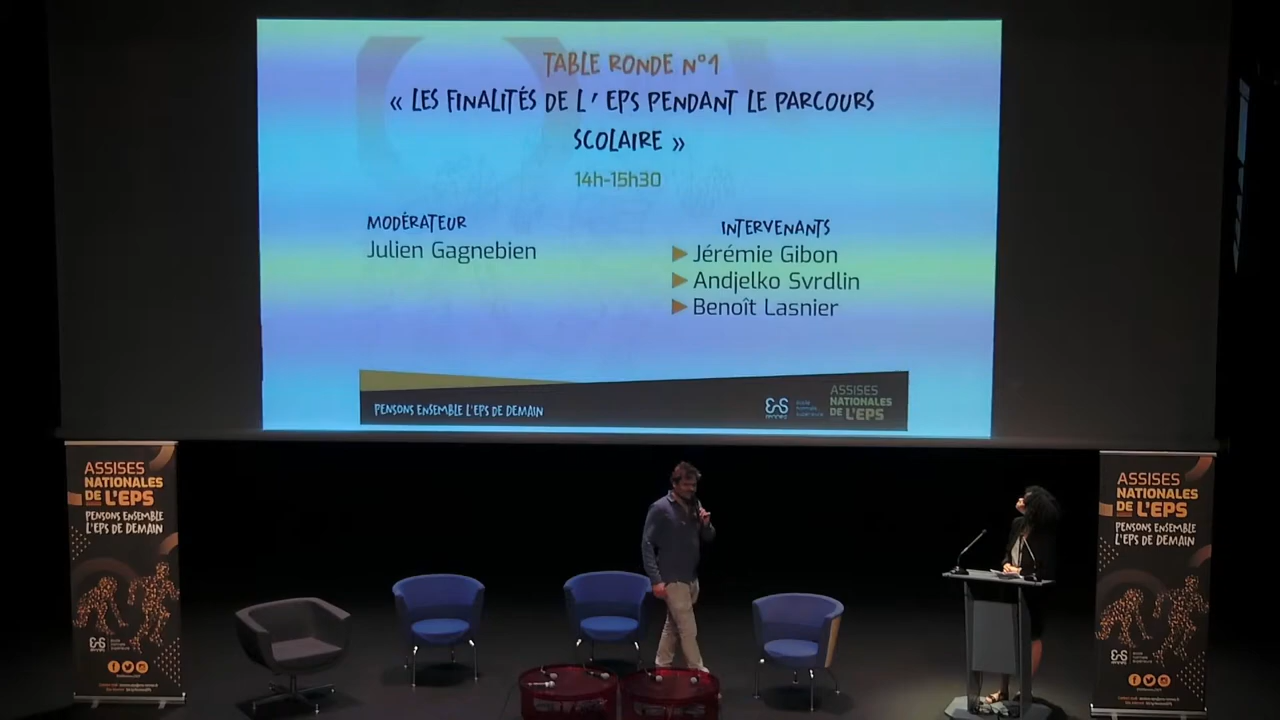 TABLE RONDE N°1
« LES FINALITÉS DE L' EPS PENDANT LE PARCOURS
SCOLAIRE »
14h-15h30
MODÉRATEUR
Julien Gagnebien
INTERVENANTS
Jérémie Gibon
Andjelko Svrdlin
Benoît Lasnier
PENSONS ENSEMBLE L'EPS DE DEMAIN
ASSISES
NATIONALES
DE L'EPS
ASSISES
NATIONALES
DE L'EPS
PENSONS ENSEMBLE
L'EPS DE DEMAIN
ASSISES
NATIONALES
DE L'EPS
PENSONS ENSEMBLE
L'EPS DE DEMAIN